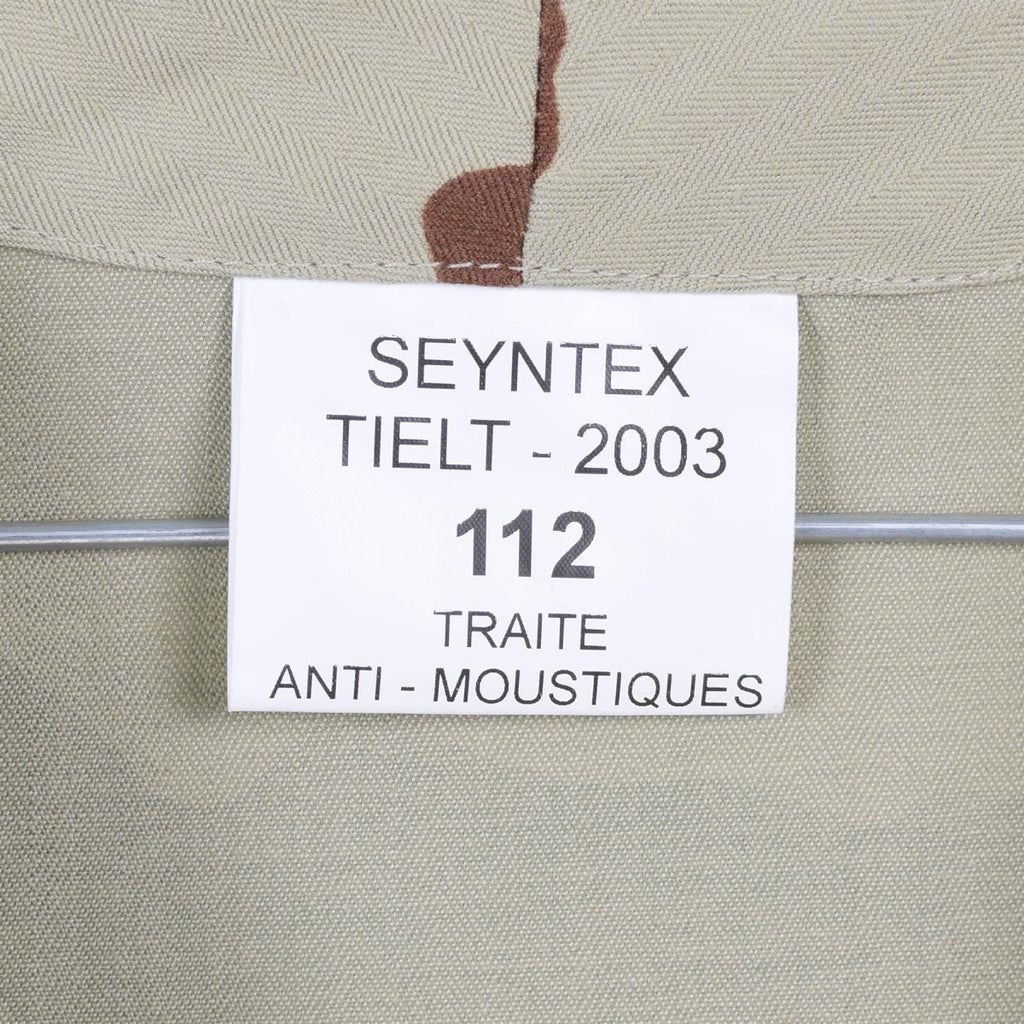 SEYNTEX
TIELT - 2003
112
TRAITE
ANTI - MOUSTIQUES